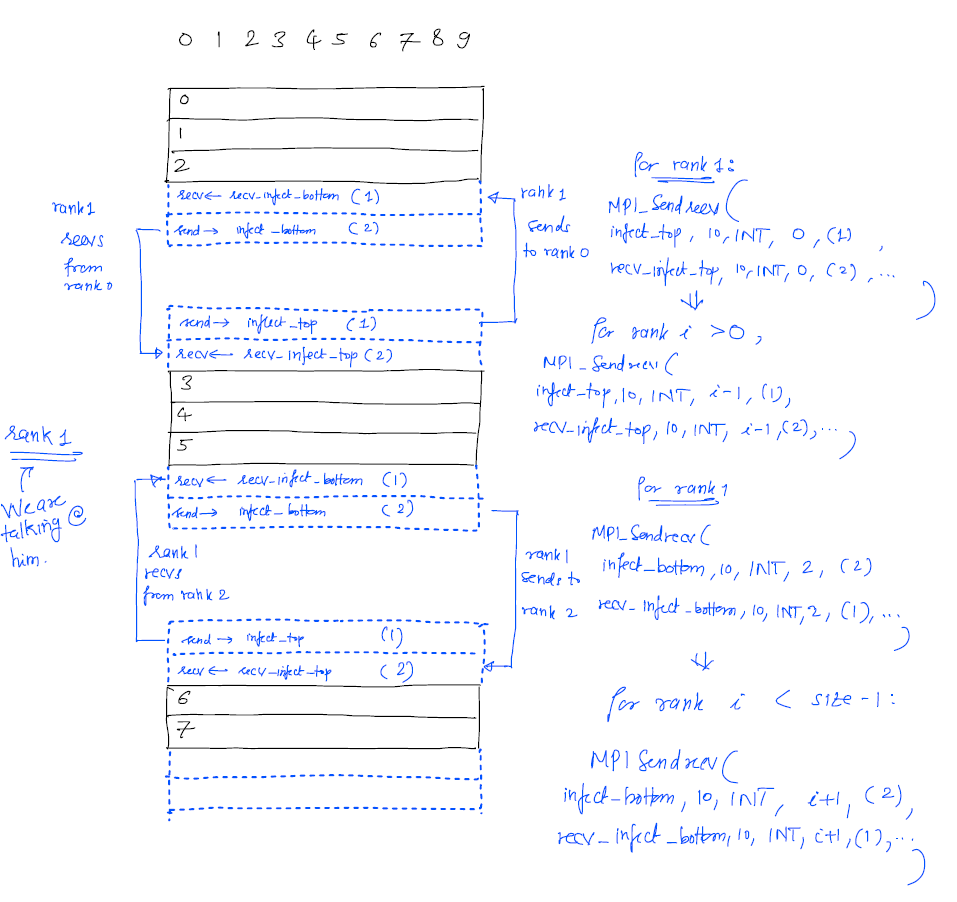 0 1 2 3 4 5 6 7 8 9
0
1
2
recv← recv_infect_bottom (1)
send→ infect_bottom (2)
rank 1
recvs
from
rank 0
rank 1
sends
to rank 0
send→ infect_top (1)
recv← recv_infect_top (2)
3
4
5
recv← recv_infect_bottom (1)
send→ infect_bottom (2)
rank 1
We are
talking @
him.
rank 1
recvs
from rank 2
rank 1
sends to
rank 2
send → infect_top (1)
recv ← recv_infect_top (2)
6
7
for rank 1:
MPI_Sendrecv(
infect_top, 10, INT, 0, (1) ,
recv_infect_top, 10, INT, 0, (2) , ...
)
⇓
for rank i >0,
MPI_Sendrecv(
infect_top, 10, INT, i-1, (1),
recv_infect_top, 10, INT, i-1, (2), ...
)
for rank 1
MPI_Sendrecv(
infect_bottom, 10, INT, 2, (2)
recv_infect_bottom, 10, INT, 2, (1), ...
)
⇓
for rank i < size-1:
MPI Sendrecv(
infect_bottom, 10, INT, i+1, (2),
recv_infect_bottom, 10, INT, i+1, (1), ...
)